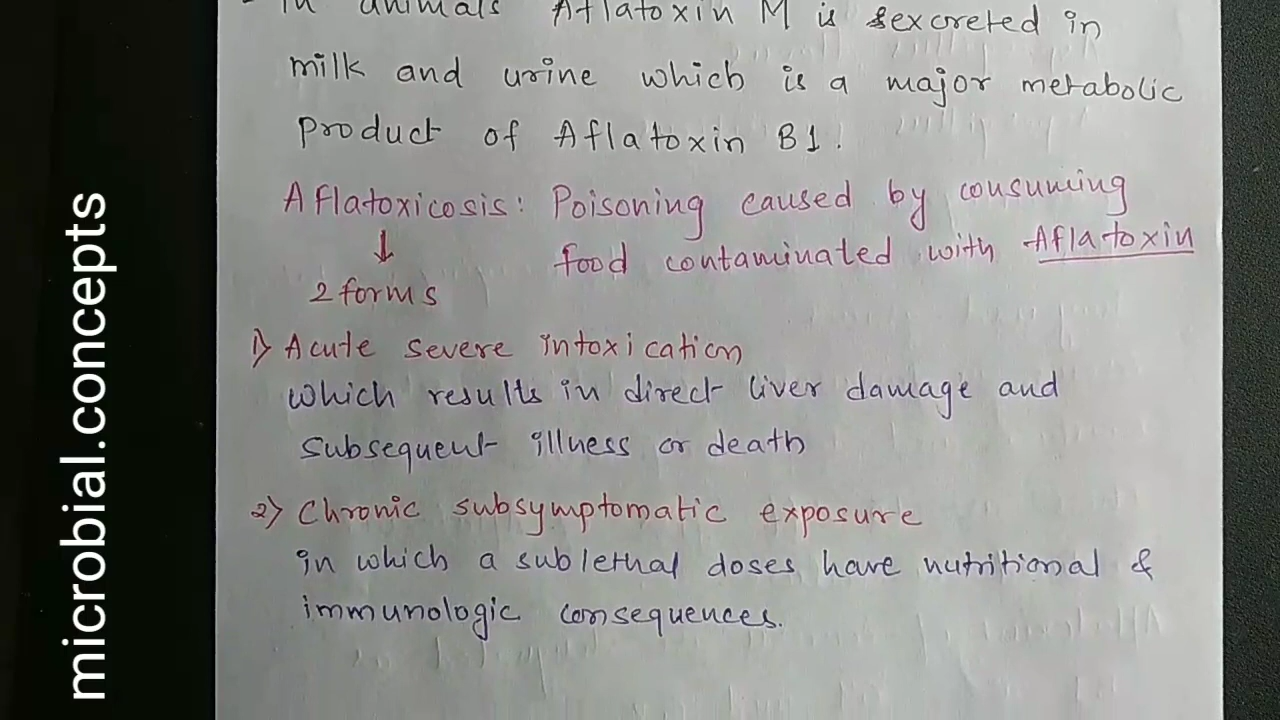 - In animals Aflatoxin M is excreted in
milk and urine which is a major metabolic
product of Aflatoxin B1.
Aflatoxicosis: Poisoning caused by consuming
food contaminated with Aflatoxin
↓
2 forms
1) Acute severe intoxication
which results in direct liver damage and
subsequent illness or death
2) Chronic subsymptomatic exposure
in which a sublethal doses have nutritional &
immunologic consequences.
microbial.concepts